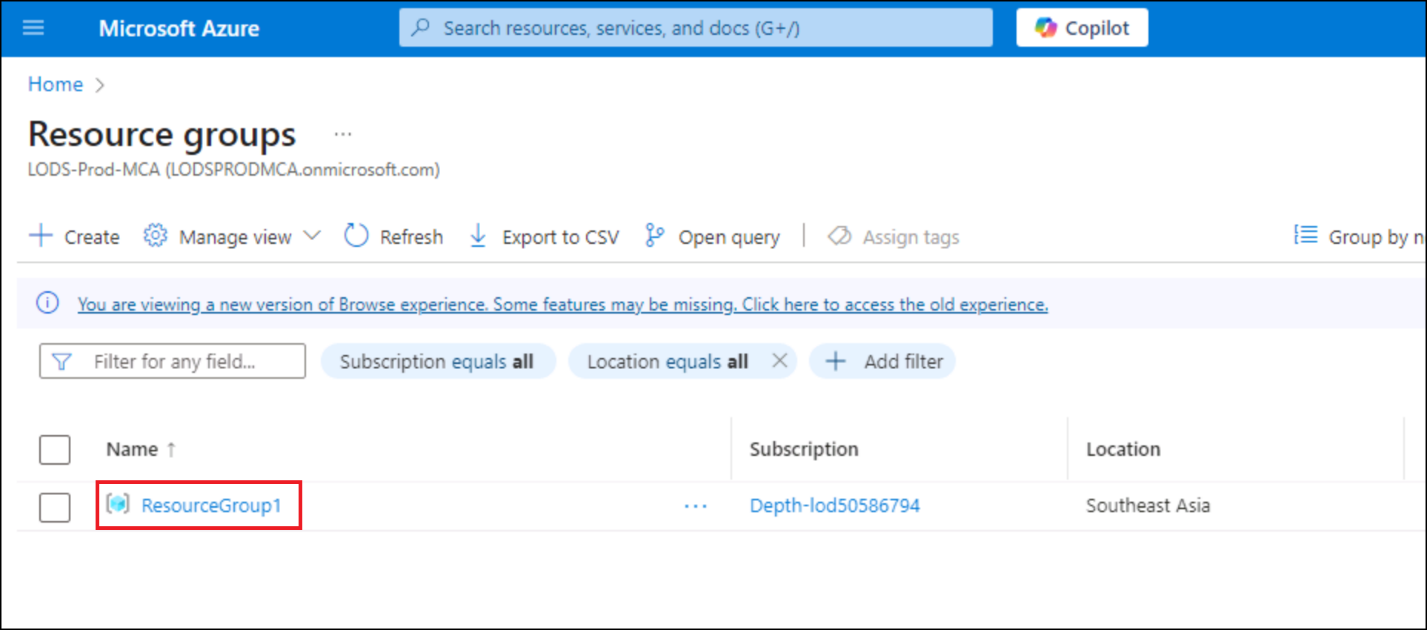 Microsoft Azure Search resources, services, and docs (G+/) Copilot
Home >
Resource groups ...
LODS-Prod-MCA (LODSPRODMCA.onmicrosoft.com)
+ Create Manage view Refresh Export to CSV Open query | Assign tags Group by n
You are viewing a new version of Browse experience. Some features may be missing. Click here to access the old experience.
Filter for any field... Subscription equals all Location equals all × + Add filter
Name ↑ Subscription Location
ResourceGroup1 ... Depth-lod50586794 Southeast Asia